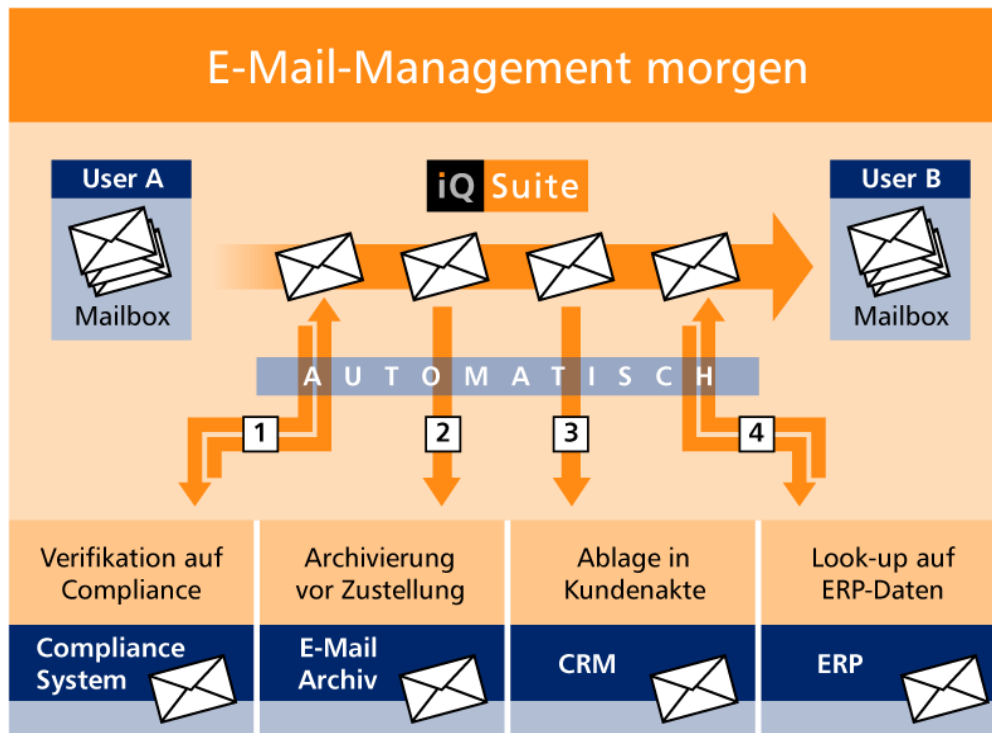 E-Mail-Management morgen
User A
iQ Suite
User B
Mailbox
Mailbox
AUTOMATISCH
1
2
3
4
Verifikation auf
Compliance
Archivierung
vor Zustellung
Ablage in
Kundenakte
Look-up auf
ERP-Daten
Compliance
System
E-Mail
Archiv
CRM
ERP